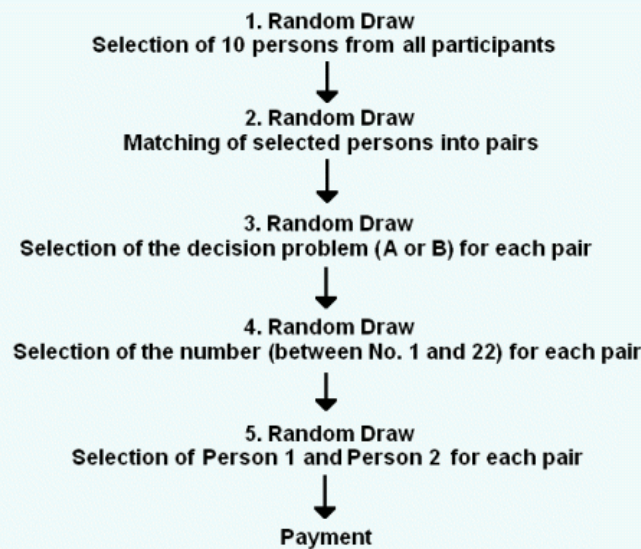 1. Random Draw
Selection of 10 persons from all participants
2. Random Draw
Matching of selected persons into pairs
3. Random Draw
Selection of the decision problem (A or B) for each pair
4. Random Draw
Selection of the number (between No. 1 and 22) for each pair
5. Random Draw
Selection of Person 1 and Person 2 for each pair
Payment